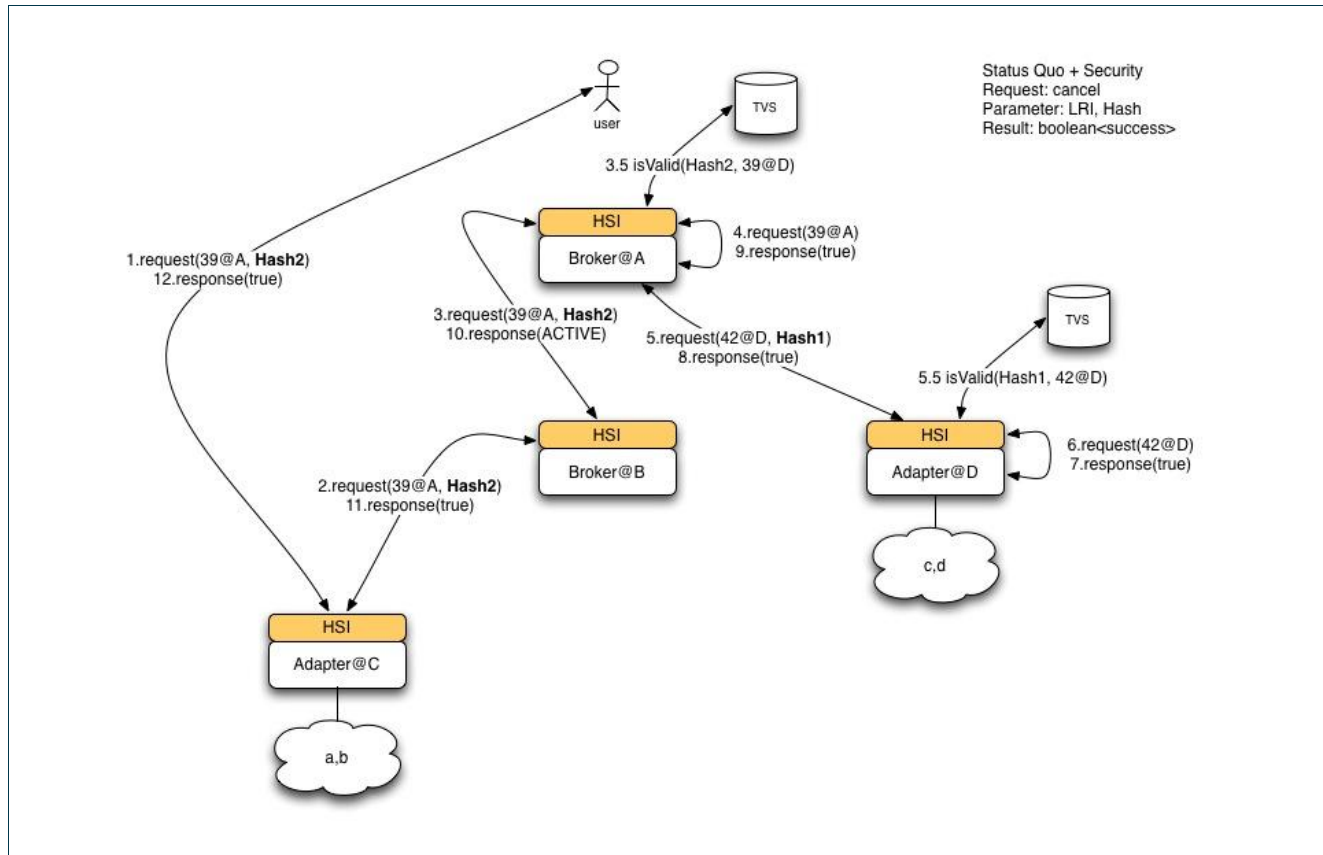 Status Quo + Security
Request: cancel
Parameter: LRI, Hash
Result: boolean<success>
user
TVS
3.5 isValid(Hash2, 39@D)
HSI
Broker@A
4.request(39@A)
9.response(true)
1.request(39@A, Hash2)
12.response(true)
3.request(39@A, Hash2)
10.response(ACTIVE)
5.request(42@D, Hash1)
8.response(true)
TVS
5.5 isValid(Hash1, 42@D)
HSI
Broker@B
HSI
Adapter@D
6.request(42@D)
7.response(true)
2.request(39@A, Hash2)
11.response(true)
c,d
HSI
Adapter@C
a,b